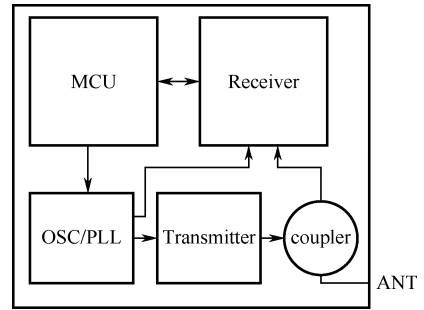 MCU
Receiver
OSC/PLL
Transmitter
coupler
ANT